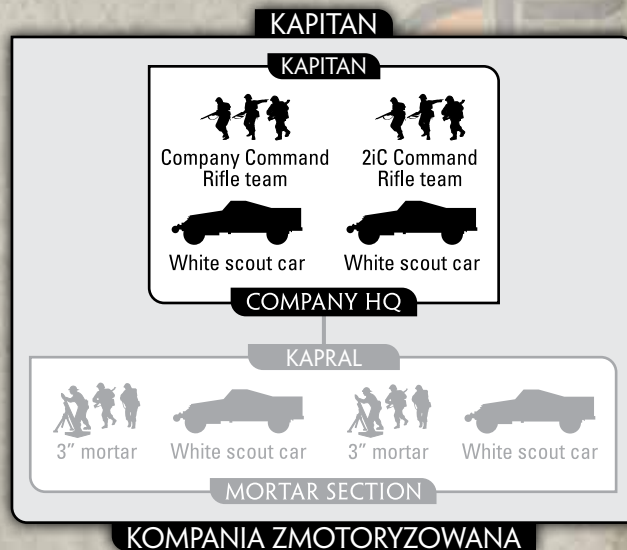 KAPITAN
KAPITAN
Company Command
Rifle team
2iC Command
Rifle team
White scout car
White scout car
COMPANY HQ
KAPRAL
3″ mortar
White scout car
3″ mortar
White scout car
MORTAR SECTION
KOMPANIA ZMOTORYZOWANA